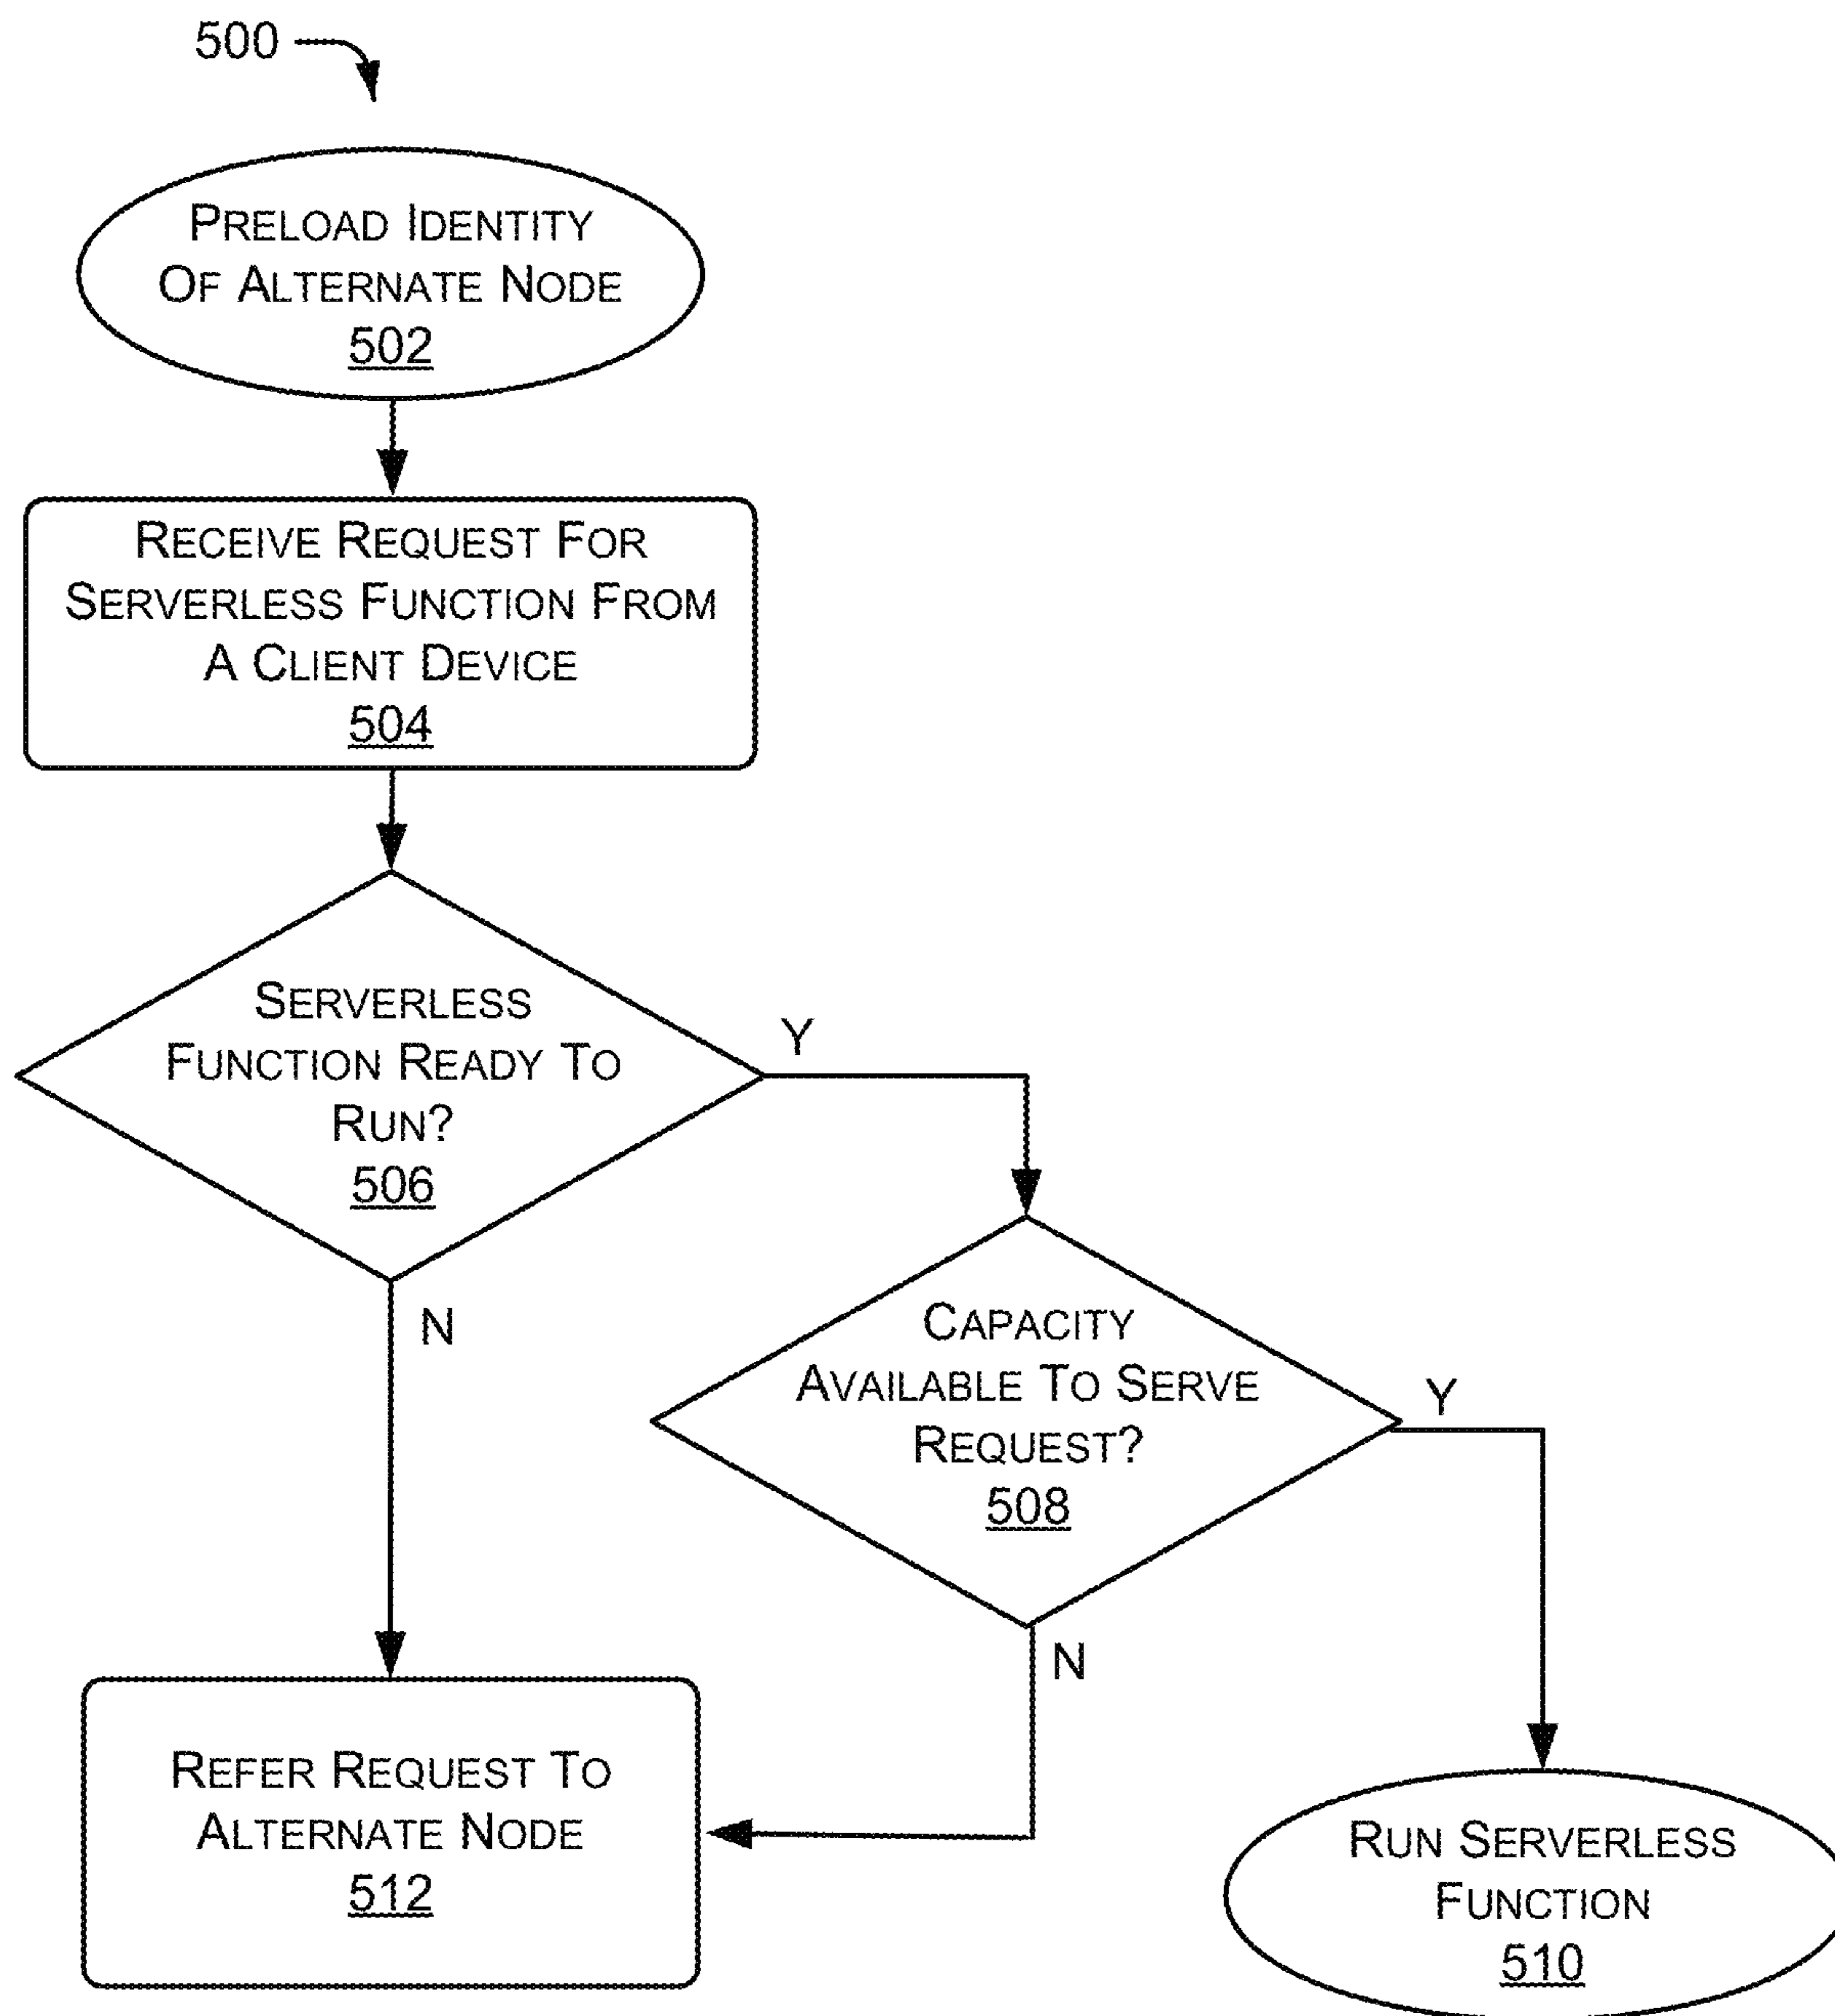 500
PRELOAD IDENTITY
OF ALTERNATE NODE
502
RECEIVE REQUEST FOR
SERVERLESS FUNCTION FROM
A CLIENT DEVICE
504
SERVERLESS
FUNCTION READY TO
RUN?
506
Y
N
CAPACITY
AVAILABLE TO SERVE
REQUEST?
508
Y
N
REFER REQUEST TO
ALTERNATE NODE
512
RUN SERVERLESS
FUNCTION
510